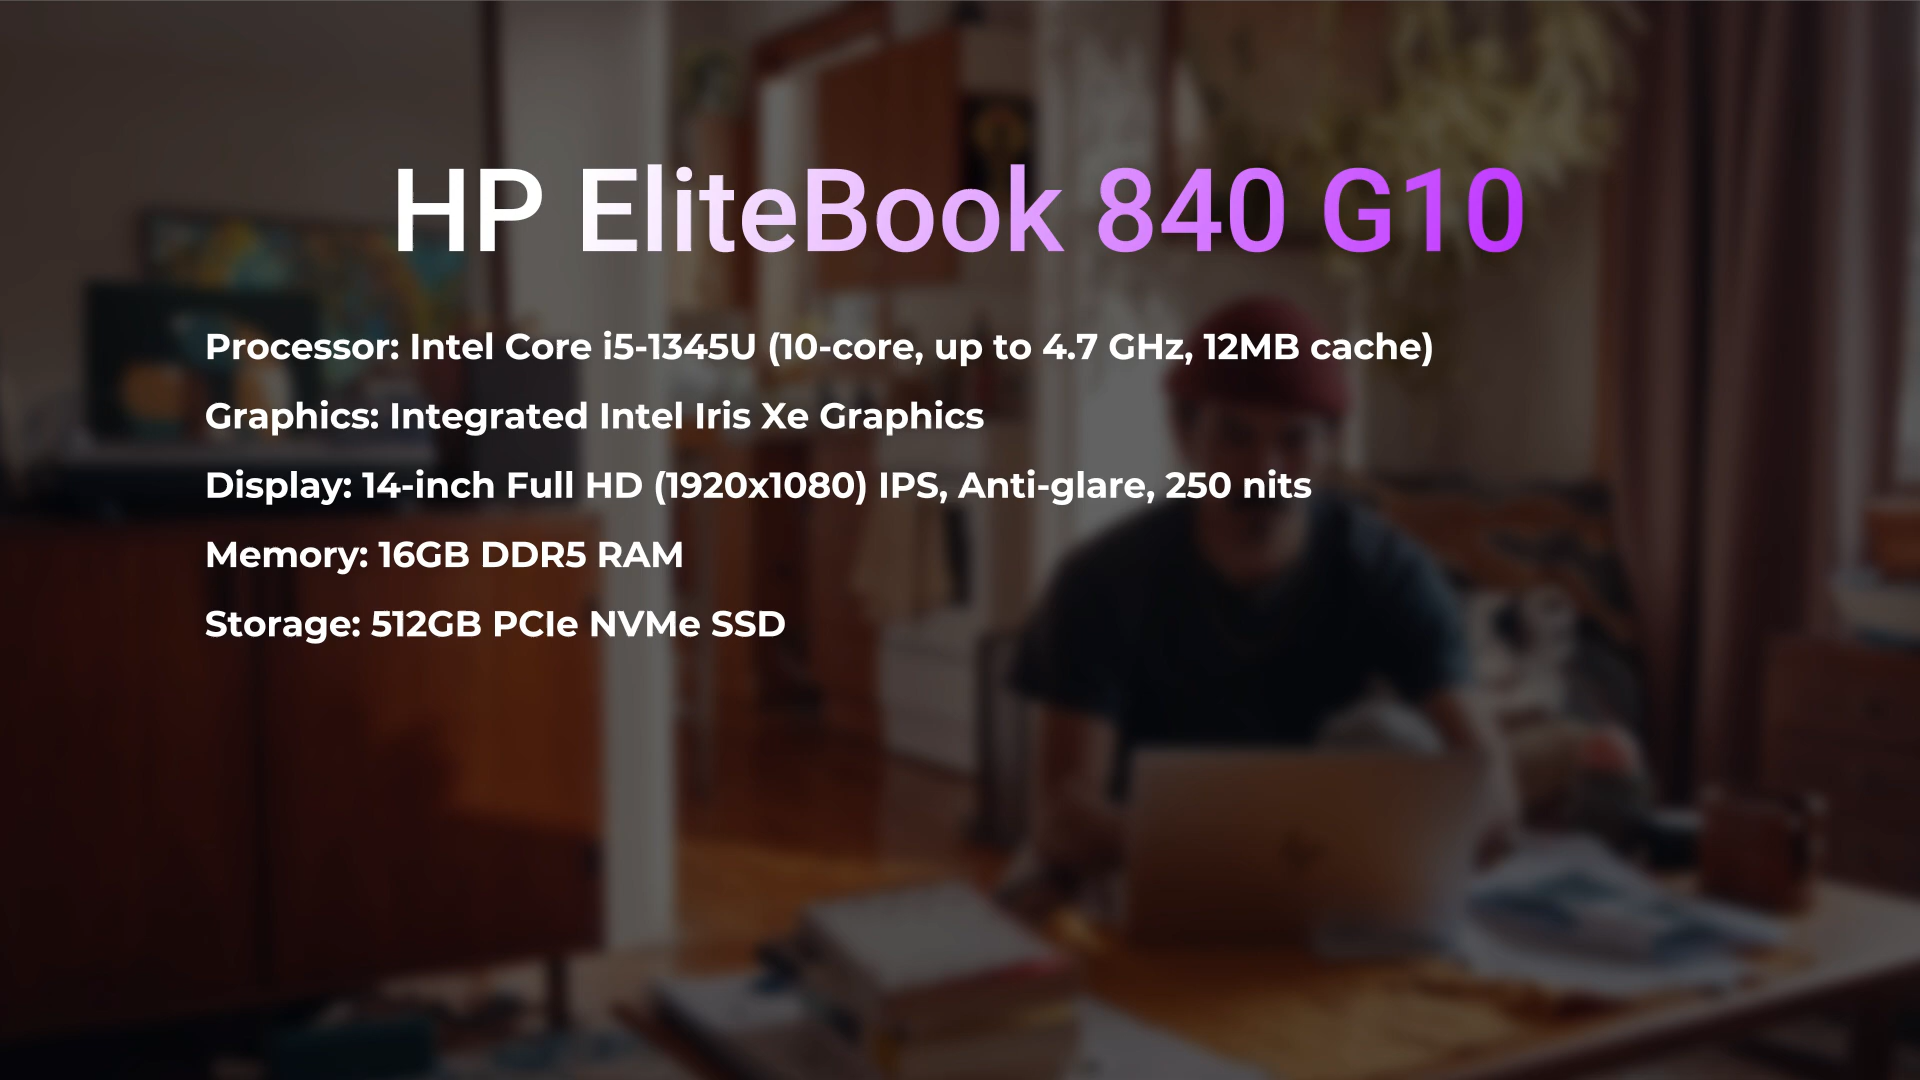 HP EliteBook 840 G10
Processor: Intel Core i5-1345U (10-core, up to 4.7 GHz, 12MB cache)
Graphics: Integrated Intel Iris Xe Graphics
Display: 14-inch Full HD (1920x1080) IPS, Anti-glare, 250 nits
Memory: 16GB DDR5 RAM
Storage: 512GB PCIe NVMe SSD